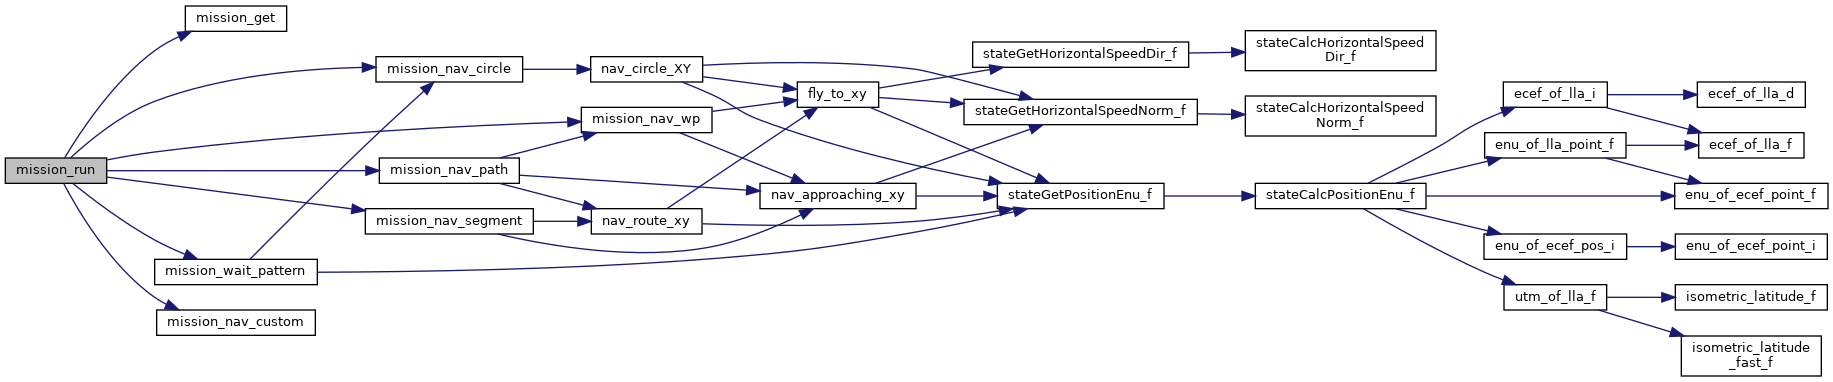 mission_run
mission_get
mission_nav_circle
mission_nav_path
mission_nav_segment
mission_wait_pattern
mission_nav_custom
nav_circle_XY
mission_nav_wp
nav_route_xy
fly_to_xy
nav_approaching_xy
stateGetHorizontalSpeedDir_f
stateGetHorizontalSpeedNorm_f
stateGetPositionEnu_f
stateCalcHorizontalSpeed
Dir_f
stateCalcHorizontalSpeed
Norm_f
stateCalcPositionEnu_f
ecef_of_lla_i
enu_of_lla_point_f
enu_of_ecef_pos_i
utm_of_lla_f
ecef_of_lla_d
ecef_of_lla_f
enu_of_ecef_point_f
enu_of_ecef_point_i
isometric_latitude_f
isometric_latitude
_fast_f